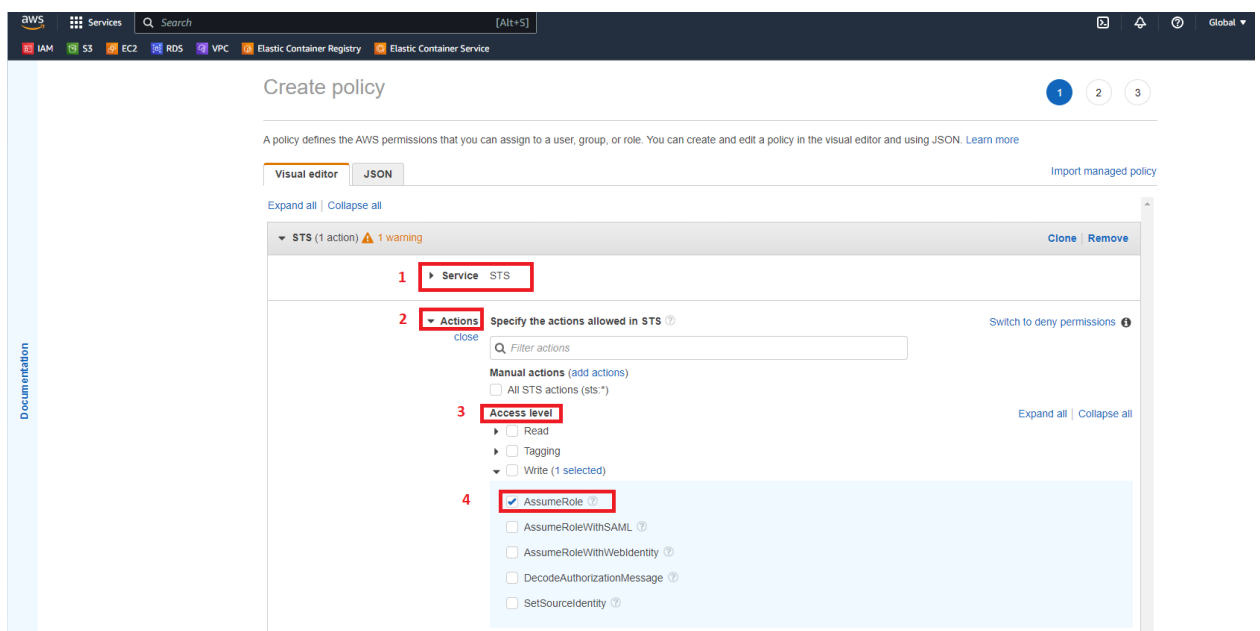 aws Services Search [Alt+S] Global
IAM S3 EC2 RDS VPC Elastic Container Registry Elastic Container Service
Create policy
1 2 3
A policy defines the AWS permissions that you can assign to a user, group, or role. You can create and edit a policy in the visual editor and using JSON. Learn more
Visual editor JSON Import managed policy
Expand all | Collapse all
STS (1 action) 1 warning Clone | Remove
1 Service STS
2 Actions Specify the actions allowed in STS Switch to deny permissions
close
Filter actions
Manual actions (add actions)
All STS actions (sts:*)
3 Access level Expand all | Collapse all
Read
Tagging
Write (1 selected)
4 AssumeRole
AssumeRoleWithSAML
AssumeRoleWithWebIdentity
DecodeAuthorizationMessage
SetSourceIdentity
Documentation